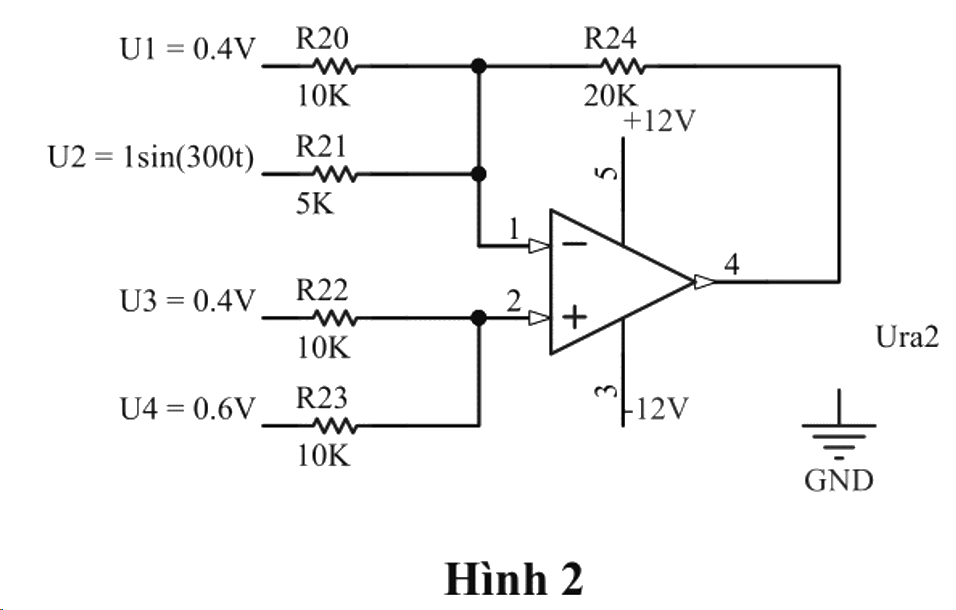 U1 = 0.4V
R20
10K
R24
20K
+12V
U2 = 1sin(300t)
R21
5K
5
1
4
U3 = 0.4V
R22
10K
2
Ura2
U4 = 0.6V
R23
10K
3
-12V
GND
Hình 2